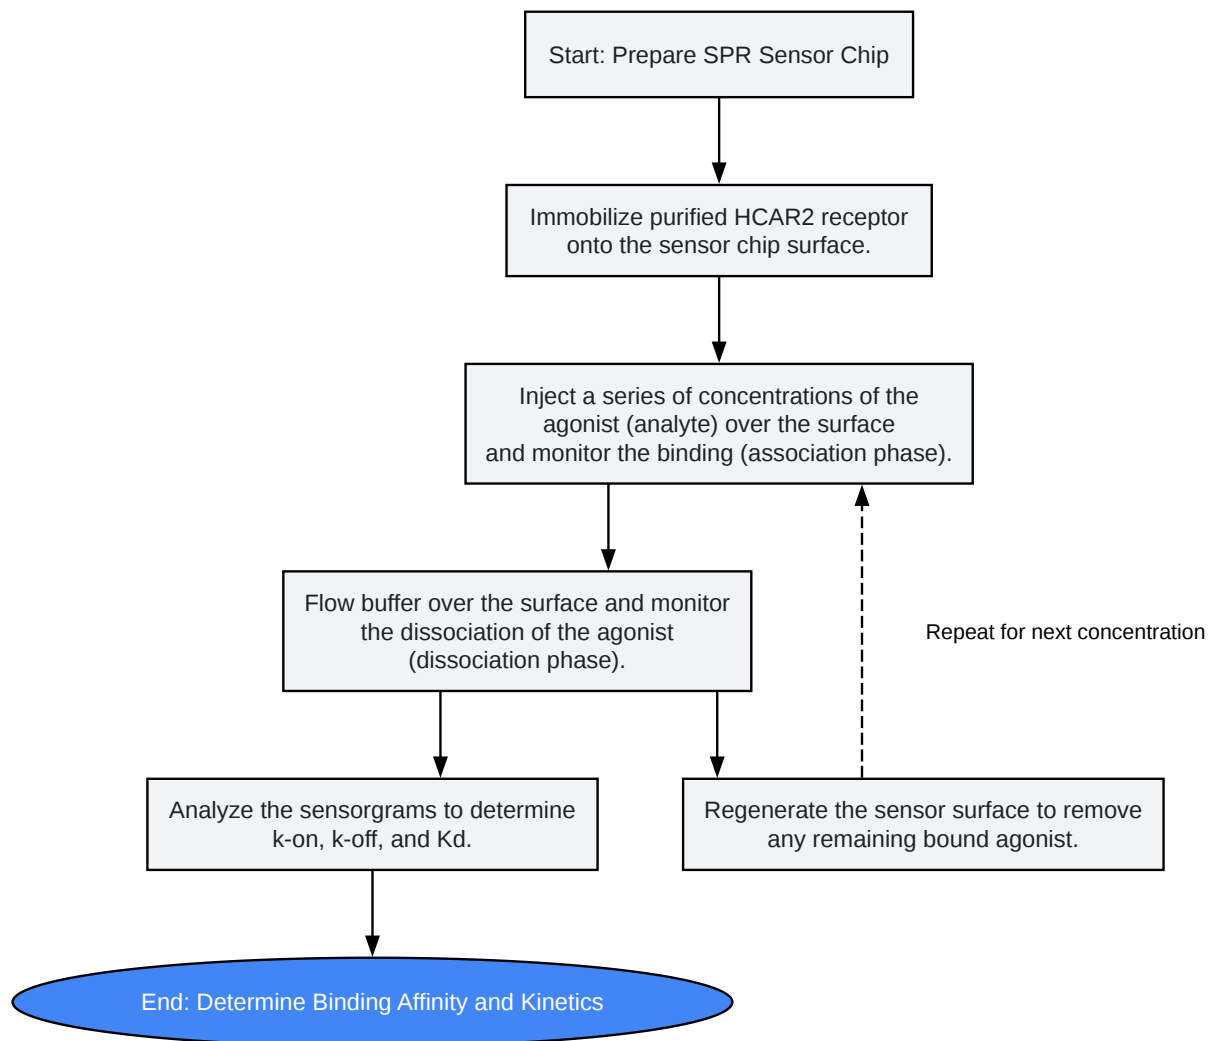 Start: Prepare SPR Sensor Chip
Immobilize purified HCAR2 receptor
onto the sensor chip surface.
Inject a series of concentrations of the
agonist (analyte) over the surface
and monitor the binding (association phase).
Flow buffer over the surface and monitor
the dissociation of the agonist
(dissociation phase).
Repeat for next concentration
Analyze the sensorgrams to determine
k-on, k-off, and Kd.
Regenerate the sensor surface to remove
any remaining bound agonist.
End: Determine Binding Affinity and Kinetics